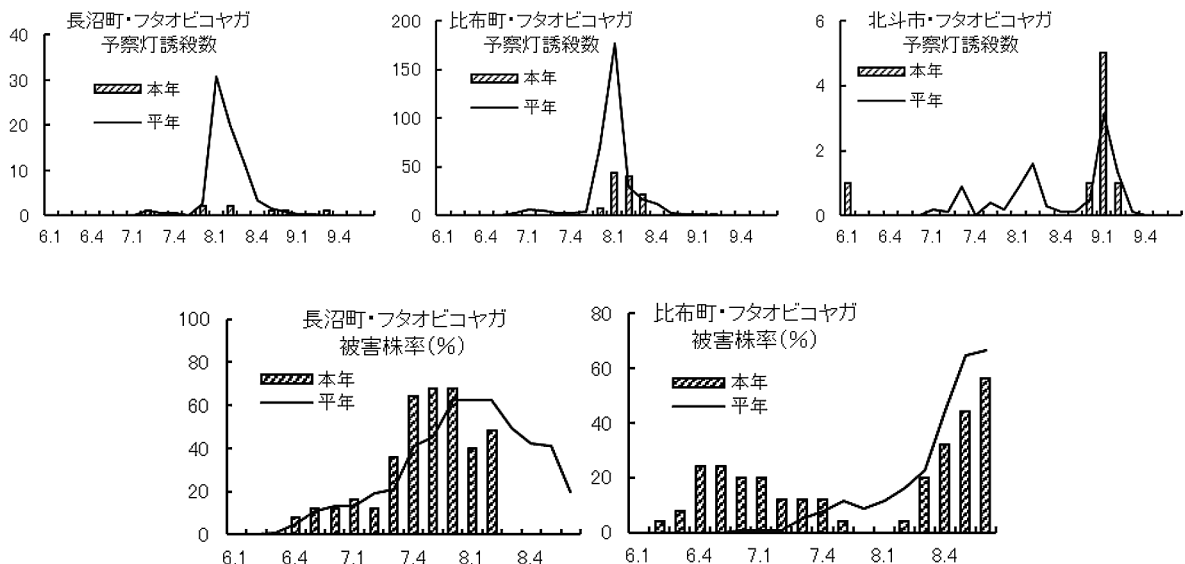 長沼町・フタオビコヤガ
予察灯誘殺数
40
30
20
10
0
本年
平年
6.1 6.4 7.1 7.4 8.1 8.4 9.1 9.4
比布町・フタオビコヤガ
予察灯誘殺数
200
150
100
50
0
本年
平年
6.1 6.4 7.1 7.4 8.1 8.4 9.1 9.4
北斗市・フタオビコヤガ
予察灯誘殺数
6
4
2
0
本年
平年
6.1 6.4 7.1 7.4 8.1 8.4 9.1 9.4
長沼町・フタオビコヤガ
被害株率(%)
100
80
60
40
20
0
本年
平年
6.1 6.4 7.1 7.4 8.1 8.4
比布町・フタオビコヤガ
被害株率(%)
80
60
40
20
0
本年
平年
6.1 6.4 7.1 7.4 8.1 8.4